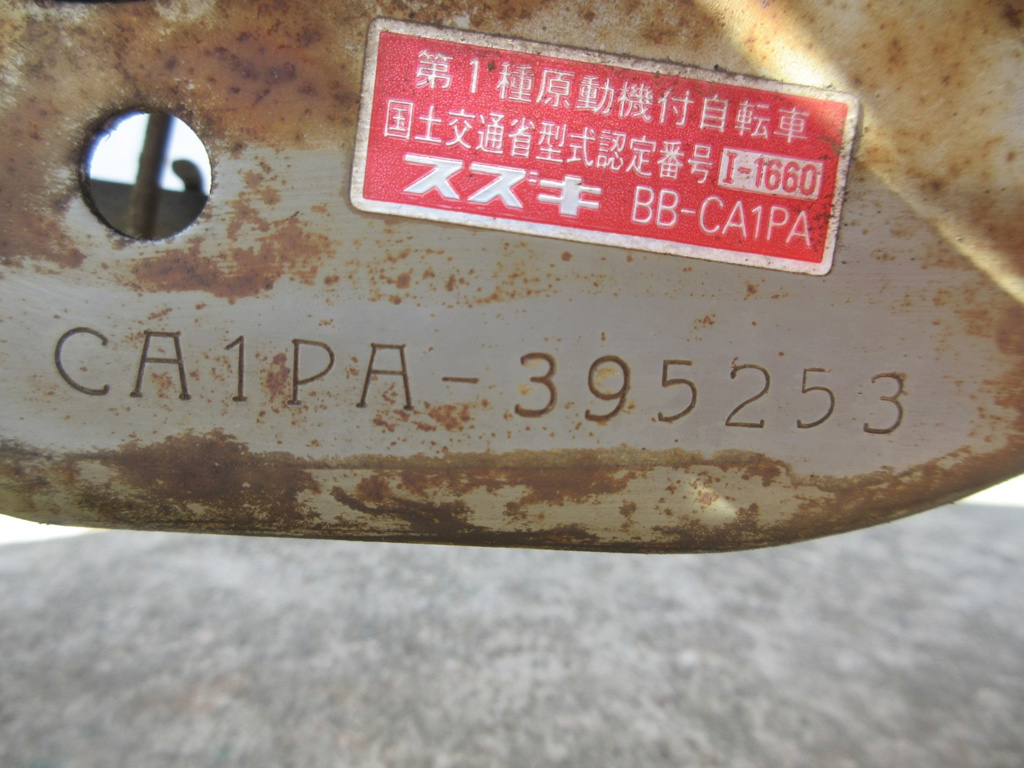 第1種原動機付自転車
国土交通省型式認定番号 I-1660
スズキ BB-CA1PA
CA1PA-395253